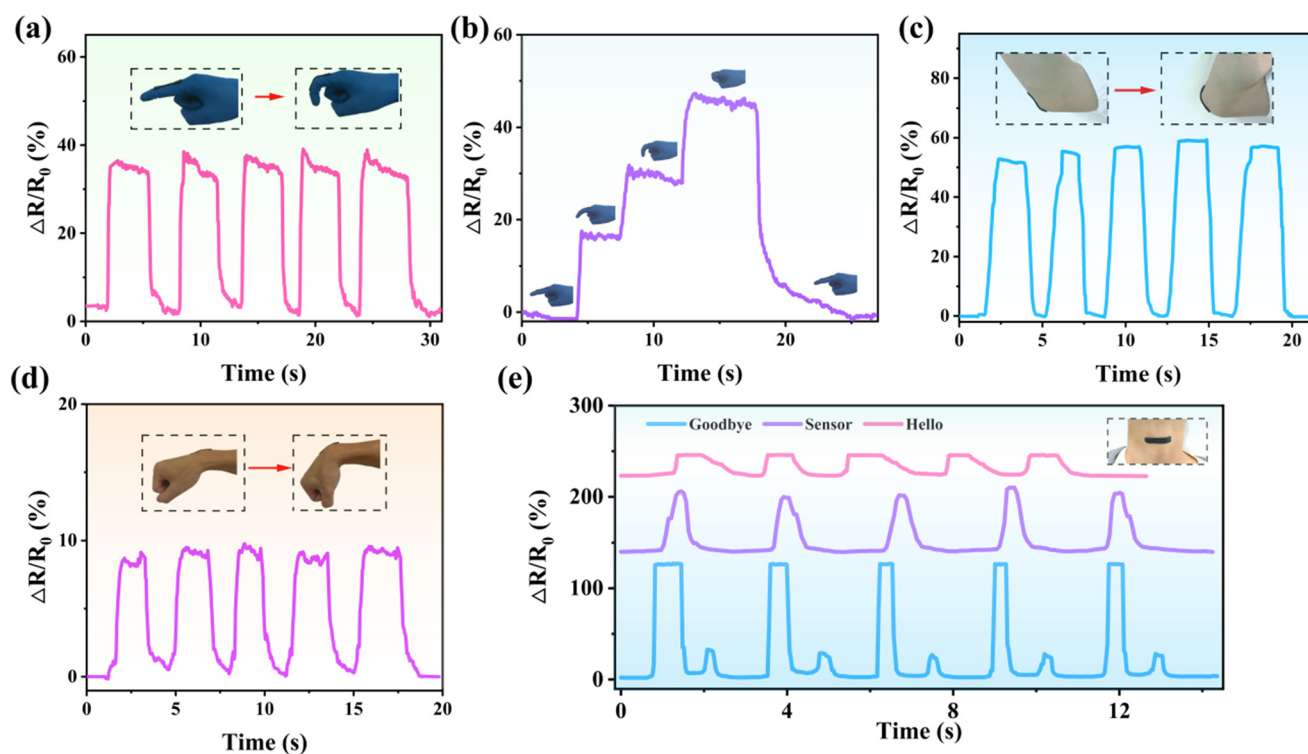 (a)
60
40
20
0
ΔR/R0 (%)
0 10 20 30
Time (s)
(b)
60
40
20
0
ΔR/R0 (%)
0 10 20
Time (s)
(c)
80
60
40
20
0
ΔR/R0 (%)
0 5 10 15 20
Time (s)
(d)
20
10
0
ΔR/R0 (%)
0 5 10 15 20
Time (s)
(e)
300
200
100
0
ΔR/R0 (%)
Goodbye Sensor Hello
0 4 8 12
Time (s)